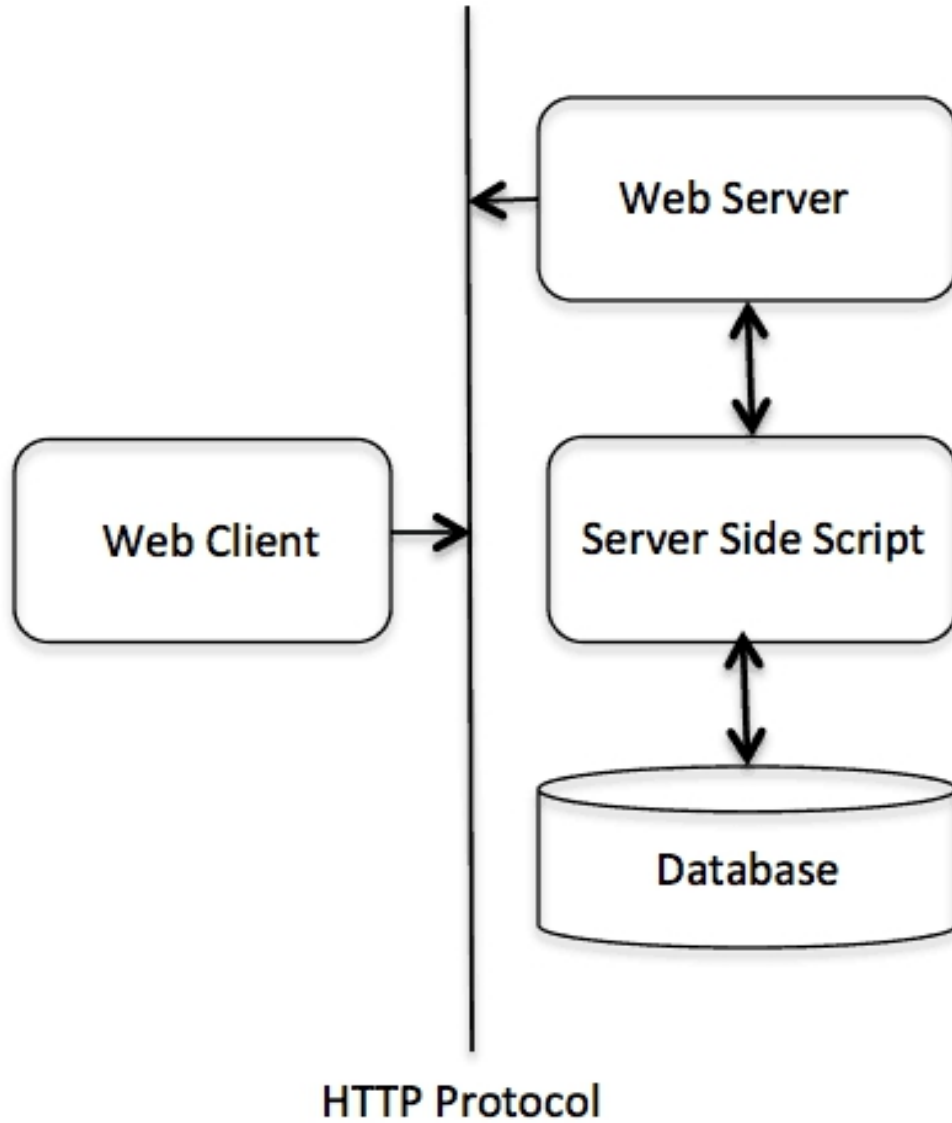 Web Server
Web Client
Server Side Script
Database
HTTP Protocol